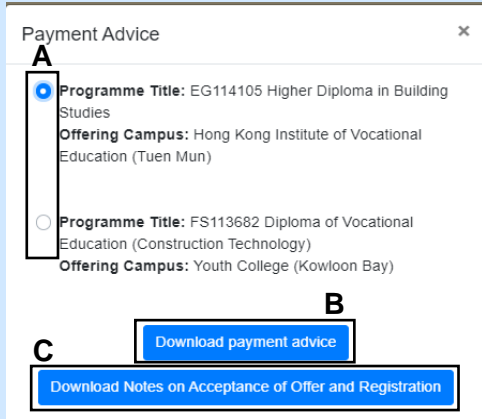 Payment Advice
×
A
Programme Title: EG114105 Higher Diploma in Building
Studies
Offering Campus: Hong Kong Institute of Vocational
Education (Tuen Mun)
Programme Title: FS113682 Diploma of Vocational
Education (Construction Technology)
Offering Campus: Youth College (Kowloon Bay)
B
Download payment advice
C
Download Notes on Acceptance of Offer and Registration